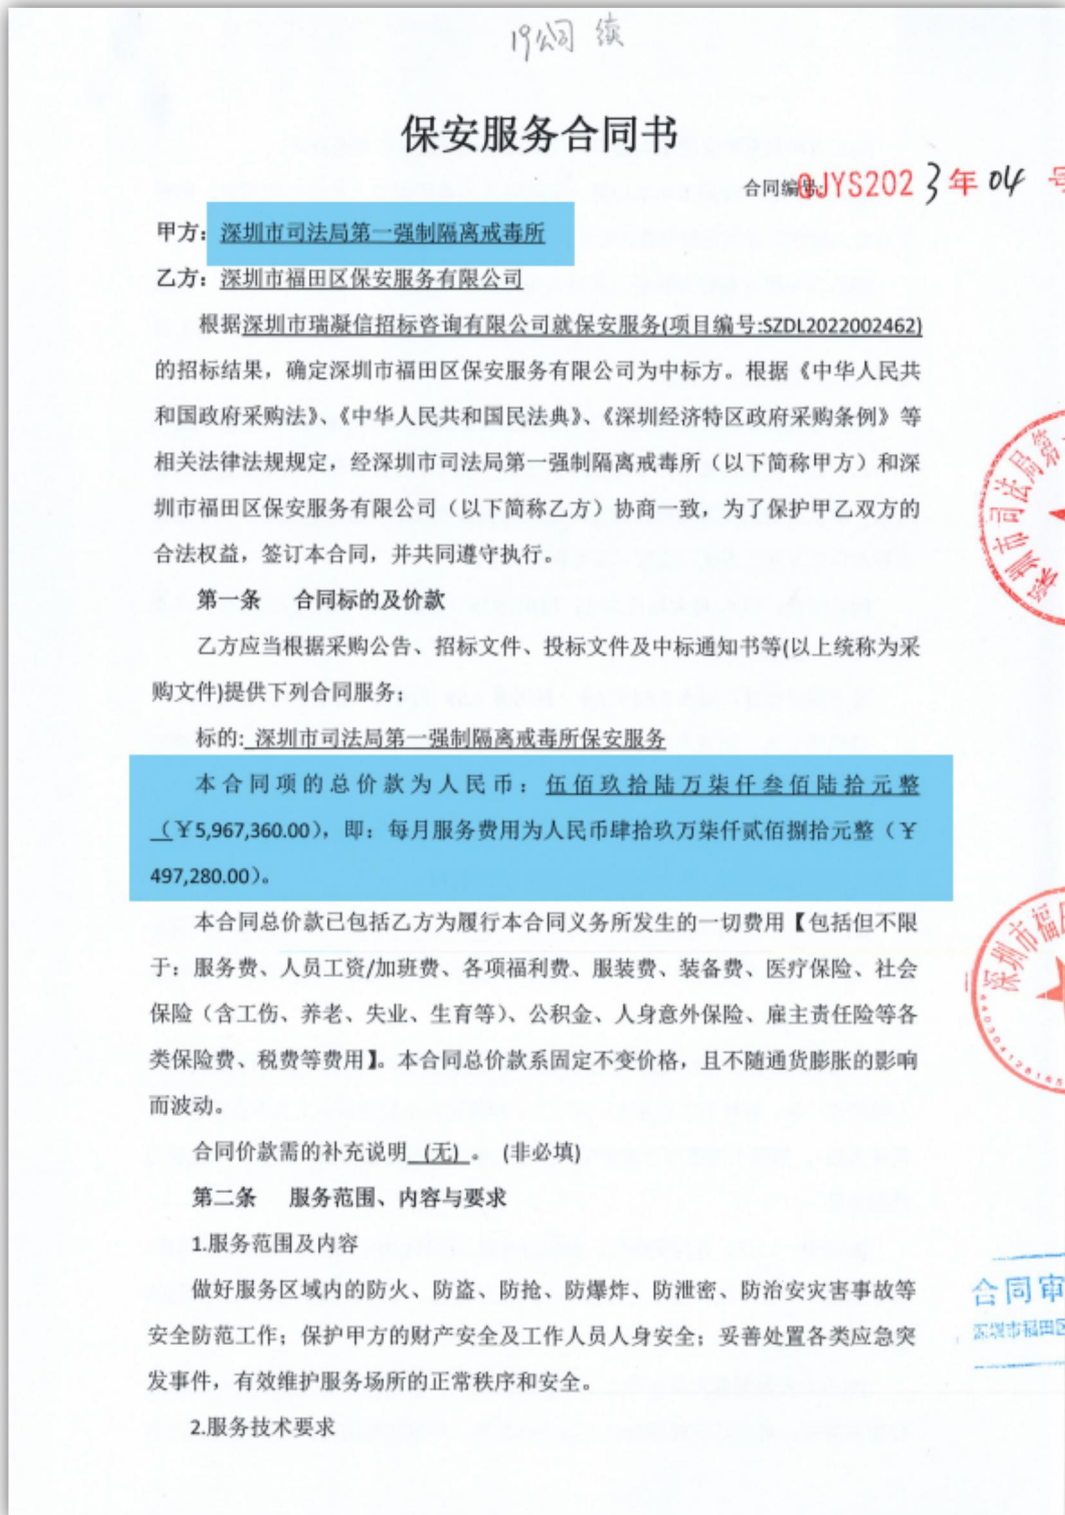 19公司 续
保安服务合同书
合同编号:QJYS2023年04号
甲方：深圳市司法局第一强制隔离戒毒所
乙方：深圳市福田区保安服务有限公司
根据深圳市瑞凝信招标咨询有限公司就保安服务(项目编号:SZDL2022002462)
的招标结果，确定深圳市福田区保安服务有限公司为中标方。根据《中华人民共
和国政府采购法》、《中华人民共和国民法典》、《深圳经济特区政府采购条例》等
相关法律法规规定，经深圳市司法局第一强制隔离戒毒所（以下简称甲方）和深
圳市福田区保安服务有限公司（以下简称乙方）协商一致，为了保护甲乙双方的
合法权益，签订本合同，并共同遵守执行。
第一条 合同标的及价款
乙方应当根据采购公告、招标文件、投标文件及中标通知书等(以上统称为采
购文件)提供下列合同服务；
标的: 深圳市司法局第一强制隔离戒毒所保安服务
本合同项的总价款为人民币：伍佰玖拾陆万柒仟叁佰陆拾元整
（￥5,967,360.00），即：每月服务费用为人民币肆拾玖万柒仟贰佰捌拾元整（￥
497,280.00）。
本合同总价款已包括乙方为履行本合同义务所发生的一切费用【包括但不限
于：服务费、人员工资/加班费、各项福利费、服装费、装备费、医疗保险、社会
保险（含工伤、养老、失业、生育等）、公积金、人身意外保险、雇主责任险等各
类保险费、税费等费用】。本合同总价款系固定不变价格，且不随通货膨胀的影响
而波动。
合同价款需的补充说明 (无) 。 (非必填)
第二条 服务范围、内容与要求
1.服务范围及内容
做好服务区域内的防火、防盗、防抢、防爆炸、防泄密、防治安灾害事故等
安全防范工作；保护甲方的财产安全及工作人员人身安全；妥善处置各类应急突
发事件，有效维护服务场所的正常秩序和安全。
2.服务技术要求
深圳市司法局第
深圳市福田
合同审
深圳市福田区